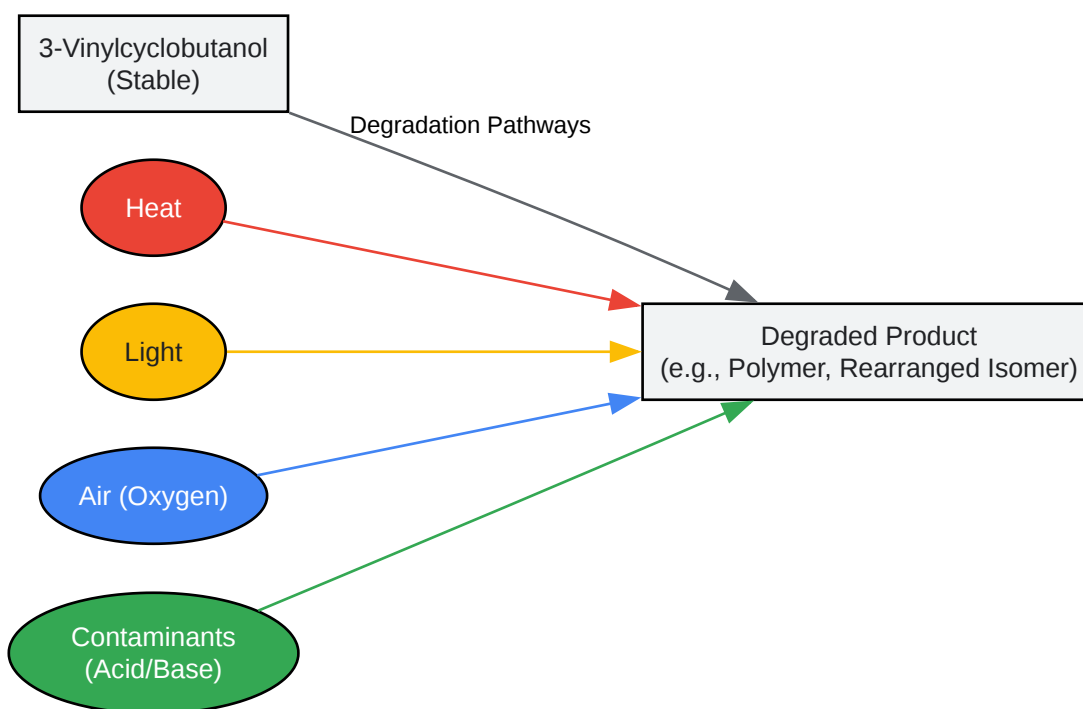 3-Vinylcyclobutanol
(Stable)
Degradation Pathways
Heat
Light
Degraded Product
(e.g., Polymer, Rearranged Isomer)
Air (Oxygen)
Contaminants
(Acid/Base)